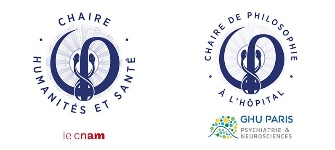 CHAIRE
HUMANITÉS ET SANTÉ
le cnam
CHAIRE DE PHILOSOPHIE
À L'HÔPITAL
GHU PARIS
PSYCHIATRIE &
NEUROSCIENCES